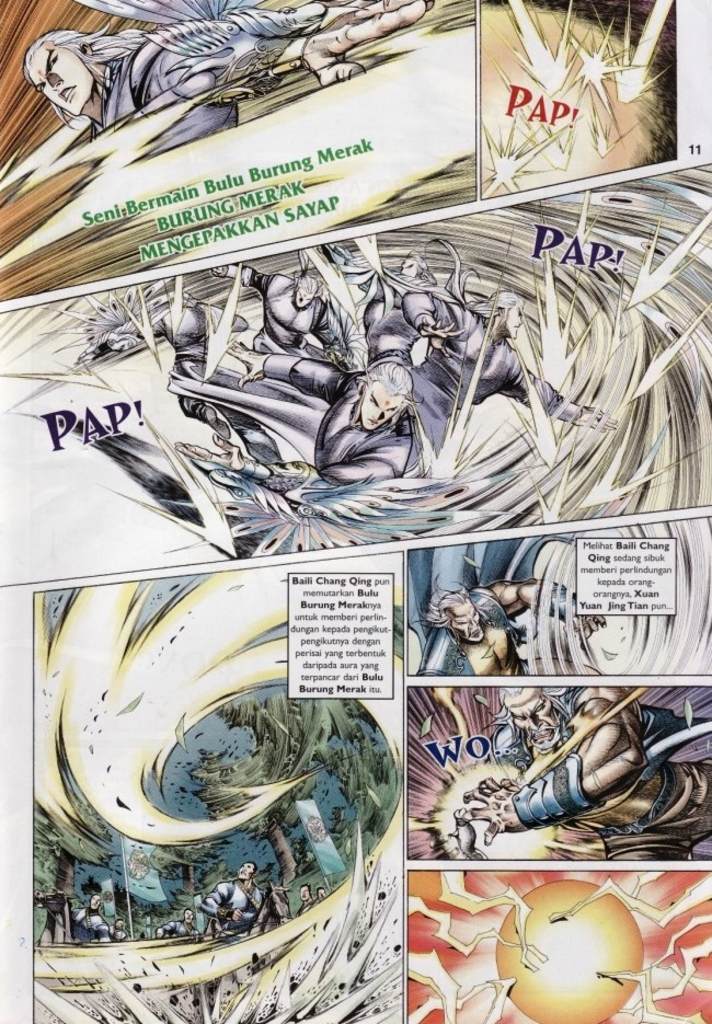 PAP!
11
Seni Bermain Bulu Burung Merak
BURUNG MERAK
MENGEPAKKAN SAYAP
PAP!
PAP!
Baili Chang Qing pun
memutarkan Bulu
Burung Meraknya
untuk memberi perlin-
dungan kepada pengikut-
pengikutnya dengan
perisai yang terbentuk
daripada aura yang
terpancar dari Bulu
Burung Merak itu.
Melihat Baili Chang
Qing sedang sibuk
memberi perlindungan
kepada orang-
orangnya, Xuan
Yuan Jing Tian pun...
WO...